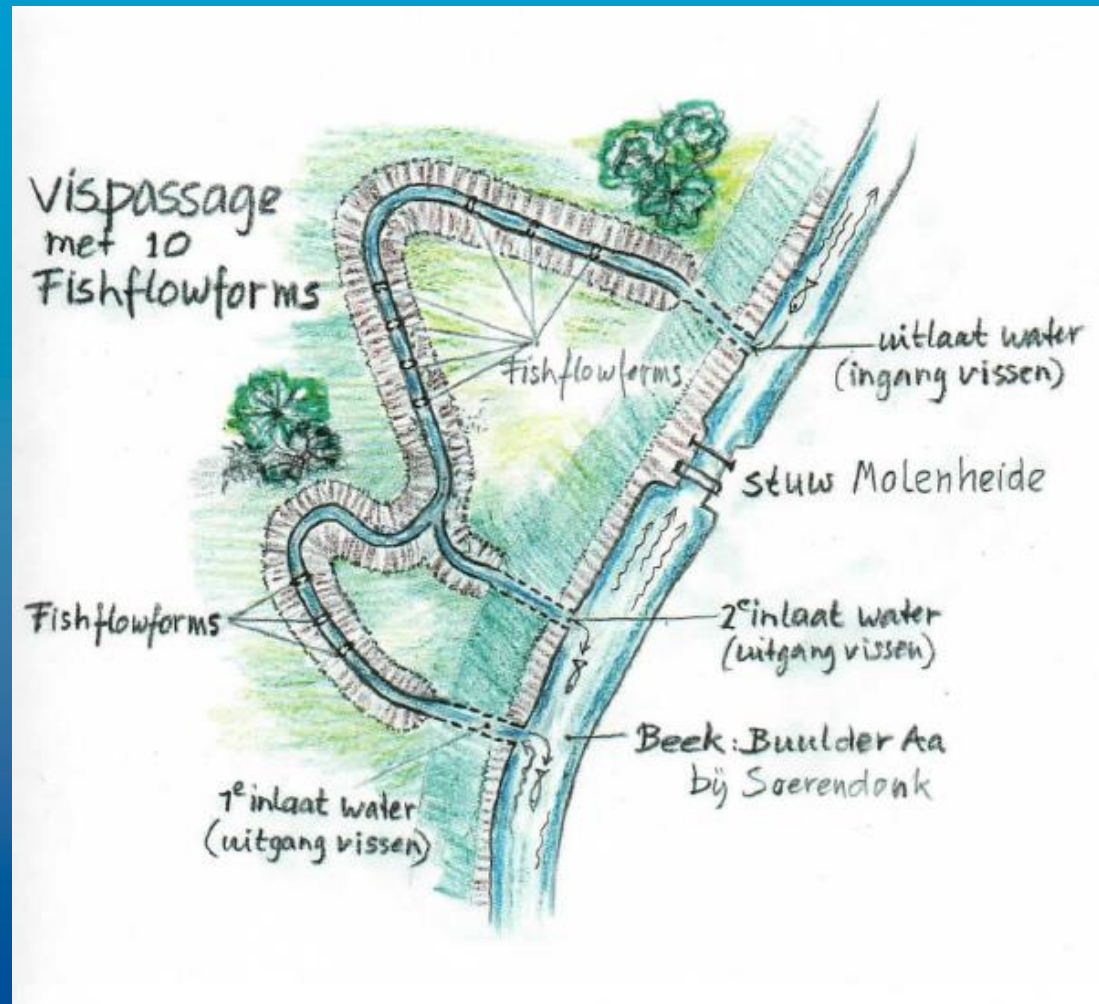 vispassage
met 10
Fishflowforms
Fishflowforms
uitlaat water
(ingang vissen)
stuw Molenheide
Fishflowforms
2e inlaat water
(uitgang vissen)
Beek: Buulder Aa
bij Soerendonk
1e inlaat water
(uitgang vissen)